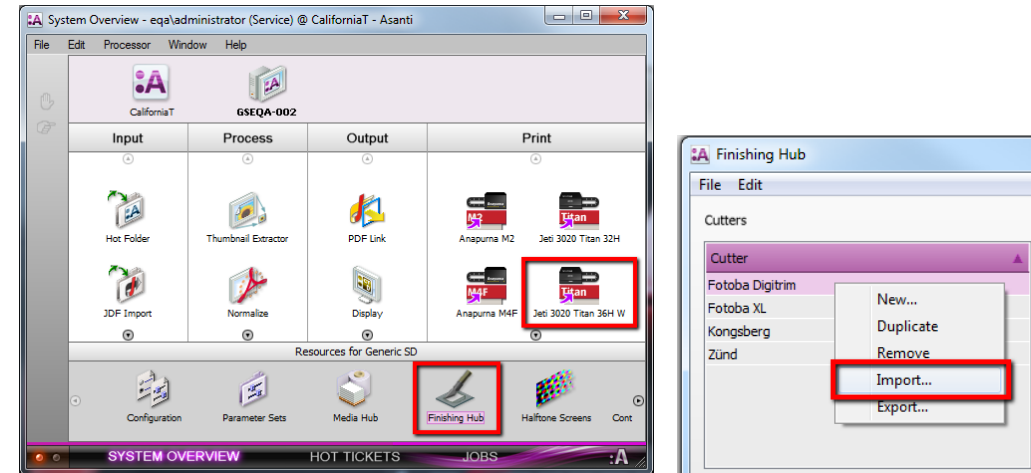 :A System Overview - eqa\administrator (Service) @ CaliforniaT - Asanti
File Edit Processor Window Help
:A
CaliforniaT
:A
GSEQA-002
Input Process Output Print
Hot Folder Thumbnail Extractor PDF Link Anapurna M2 Jeti 3020 Titan 32H
M2 Titan
JDF Import Normalize Display Anapurna M4F Jeti 3020 Titan 36H W
M4F Titan
Resources for Generic SD
Configuration Parameter Sets Media Hub Finishing Hub Halftone Screens Cont
SYSTEM OVERVIEW HOT TICKETS JOBS :A
:A Finishing Hub
File Edit
Cutters
Cutter
Fotoba Digitrim
Fotoba XL
Kongsberg
Zünd
New...
Duplicate
Remove
Import...
Export...